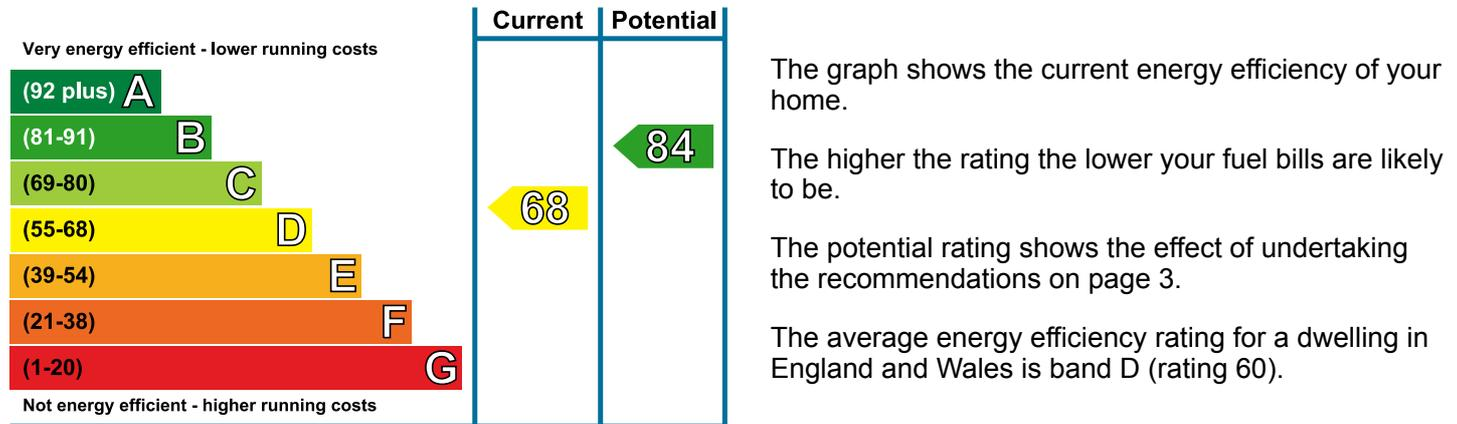 Current Potential
Very energy efficient - lower running costs
(92 plus) A
(81-91) B
84
(69-80) C
68
(55-68) D
(39-54) E
(21-38) F
(1-20) G
Not energy efficient - higher running costs
The graph shows the current energy efficiency of your
home.
The higher the rating the lower your fuel bills are likely
to be.
The potential rating shows the effect of undertaking
the recommendations on page 3.
The average energy efficiency rating for a dwelling in
England and Wales is band D (rating 60).